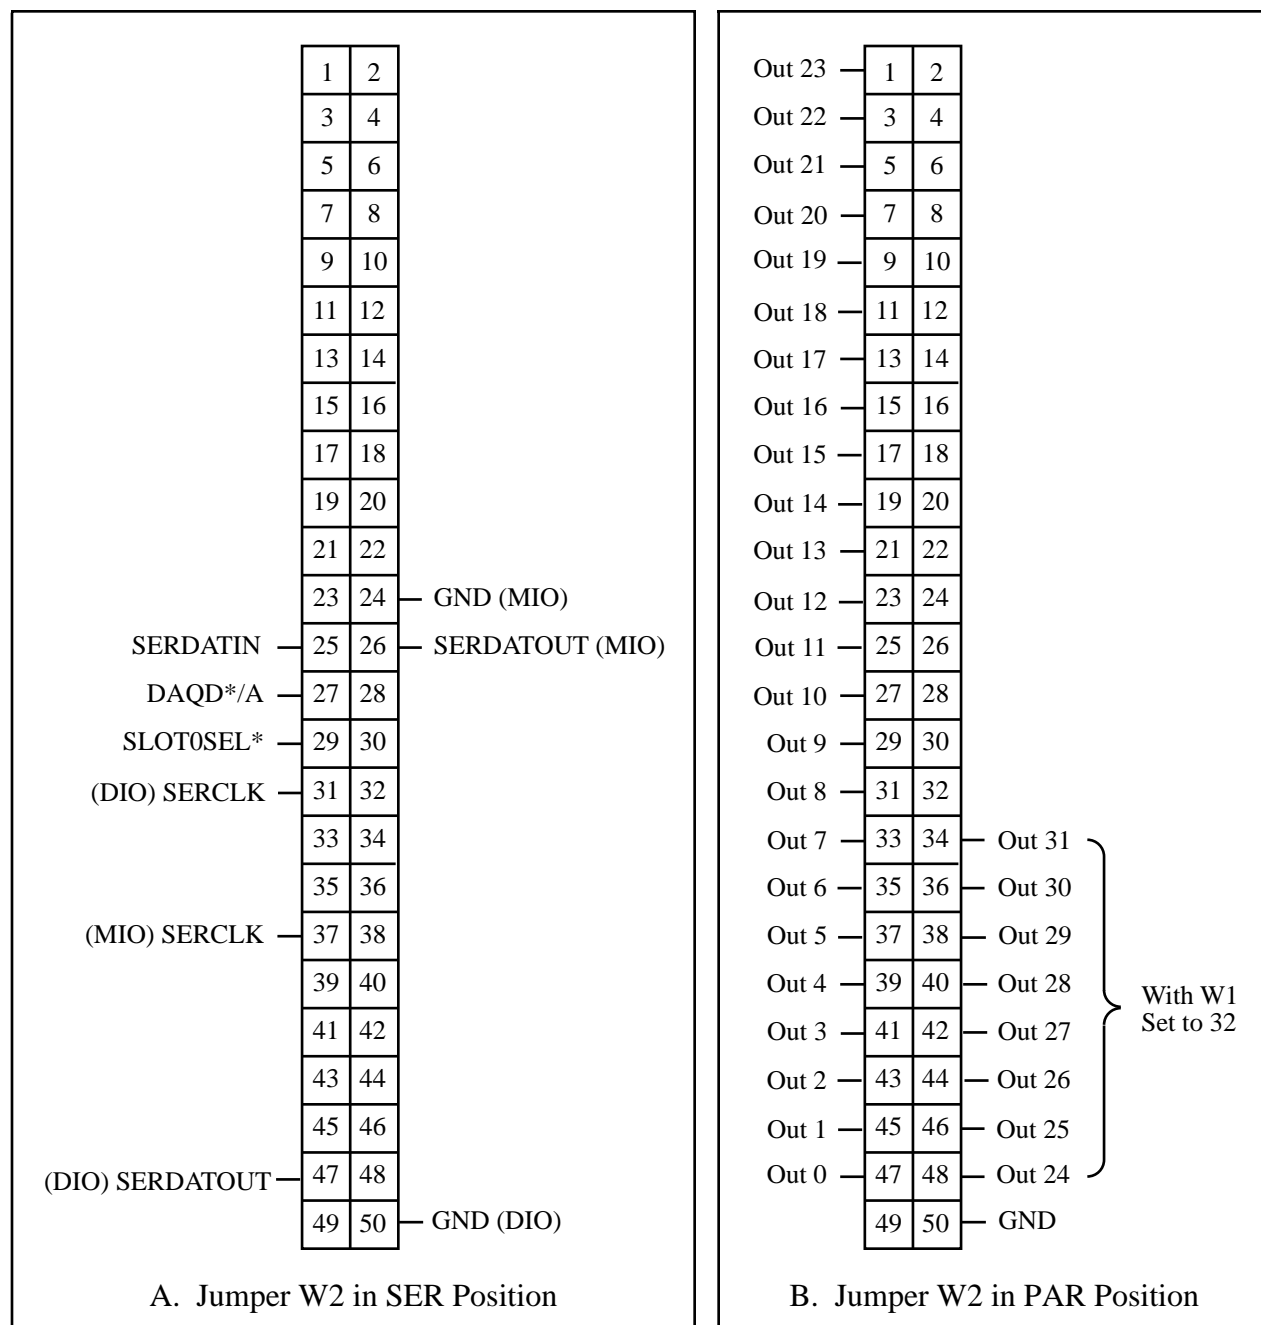 1 2
3 4
5 6
7 8
9 10
11 12
13 14
15 16
17 18
19 20
21 22
23 24 GND (MIO)
SERDATIN 25 26 SERDATOUT (MIO)
DAQD*/A 27 28
SLOT0SEL* 29 30
(DIO) SERCLK 31 32
33 34
35 36
(MIO) SERCLK 37 38
39 40
41 42
43 44
45 46
(DIO) SERDATOUT 47 48
49 50 GND (DIO)
A. Jumper W2 in SER Position
Out 23 1 2
Out 22 3 4
Out 21 5 6
Out 20 7 8
Out 19 9 10
Out 18 11 12
Out 17 13 14
Out 16 15 16
Out 15 17 18
Out 14 19 20
Out 13 21 22
Out 12 23 24
Out 11 25 26
Out 10 27 28
Out 9 29 30
Out 8 31 32
Out 7 33 34 Out 31
Out 6 35 36 Out 30
Out 5 37 38 Out 29
Out 4 39 40 Out 28
Out 3 41 42 Out 27
Out 2 43 44 Out 26
Out 1 45 46 Out 25
Out 0 47 48 Out 24
49 50 GND
With W1
Set to 32
B. Jumper W2 in PAR Position